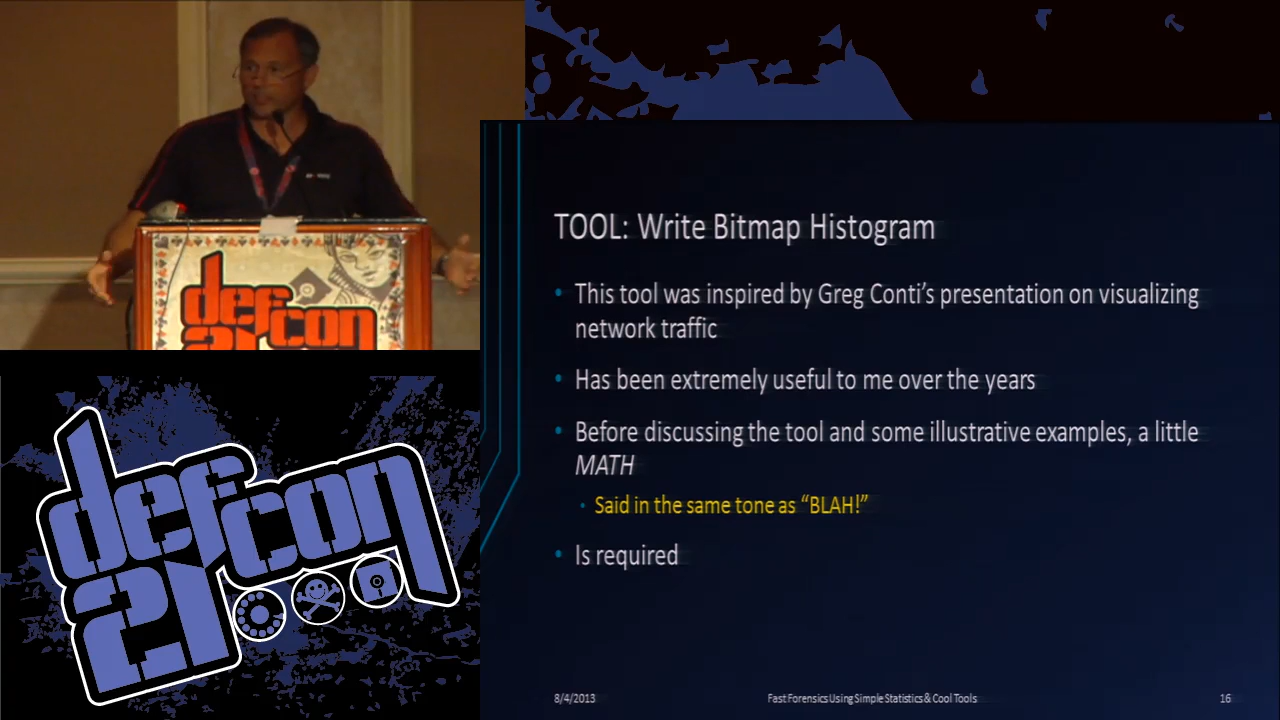 def
con
21
TOOL: Write Bitmap Histogram
• This tool was inspired by Greg Conti’s presentation on visualizing
network traffic
• Has been extremely useful to me over the years
• Before discussing the tool and some illustrative examples, a little
MATH
• Said in the same tone as “BLAH!”
• Is required
8/4/2013
Fast Forensics Using Simple Statistics & Cool Tools
16
defcon
21